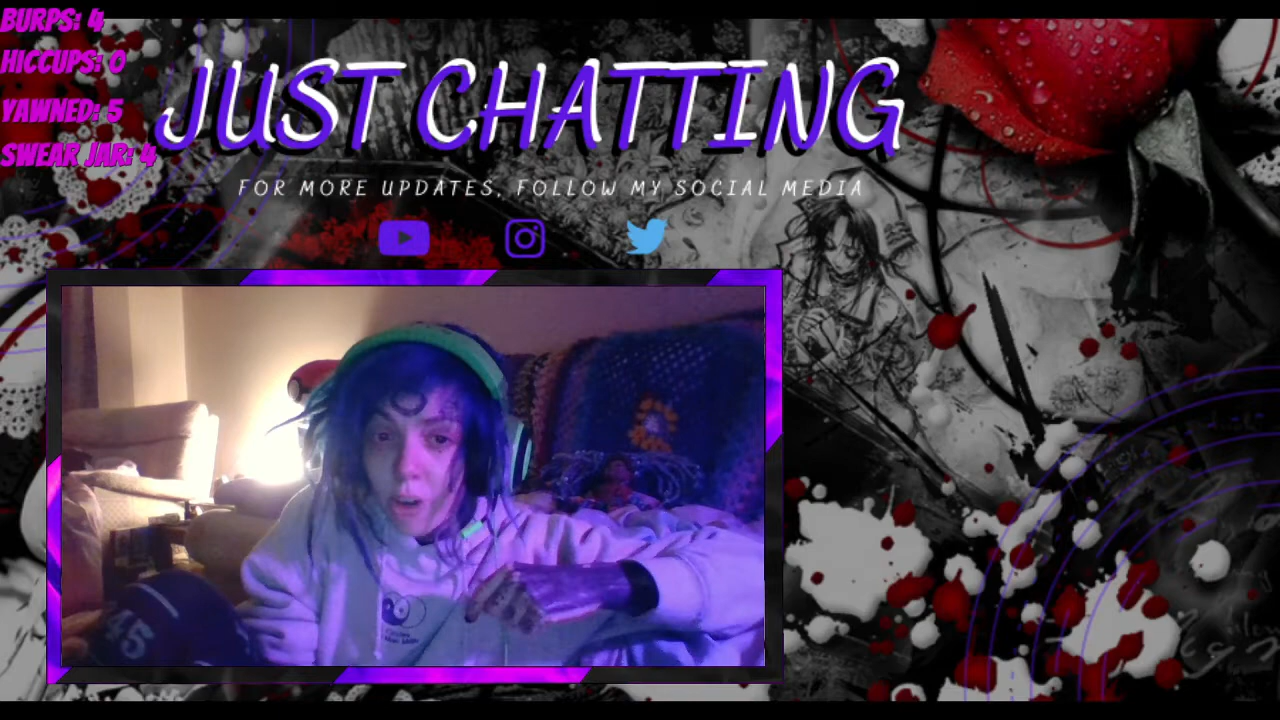 BURPS: 4
HICCUPS: 0
YAWNED: 5
SWEAR JAR: 4
JUST CHATTING
FOR MORE UPDATES, FOLLOW MY SOCIAL MEDIA
45